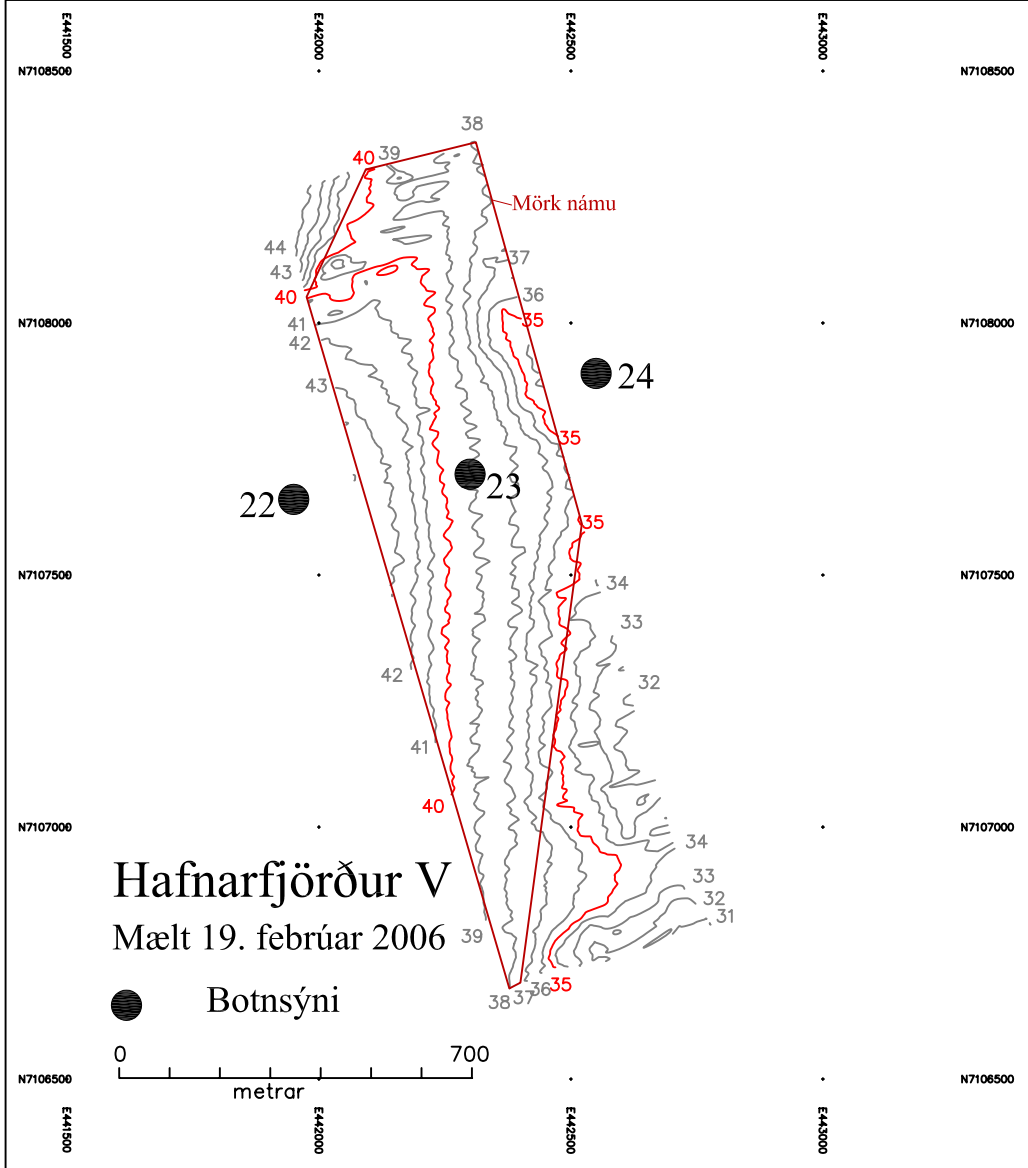 E441500 E442000 E442500 E443000
N7108500 N7108500
38
39
40
Mörk námu
44
43
37
40
36
41
35
N7108000 N7108000
42
24
43
35
23
22
35
N7107500 N7107500
34
33
42
32
41
40
N7107000 N7107000
34
Hafnarfjörður V
33
32
31
Mælt 19. febrúar 2006
39
35
36
37
38
Botnsýni
0 700
metrar
N7106500 N7106500
E441500 E442000 E442500 E443000